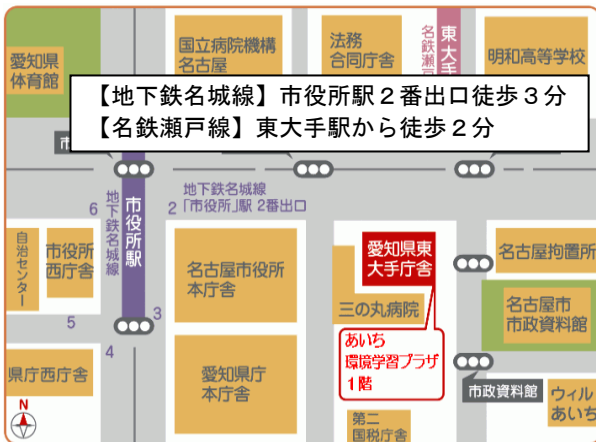 愛知県
体育館
国立病院機構
名古屋
法務
合同庁舎
名鉄瀬戸
東大手
明和高等学校
【地下鉄名城線】市役所駅２番出口徒歩３分
【名鉄瀬戸線】東大手駅から徒歩２分
市
6
地下鉄名城線
市役所駅
2
地下鉄名城線
「市役所」駅 2番出口
自治センター
市役所
西庁舎
名古屋市役所
本庁舎
愛知県東
大手庁舎
三の丸病院
名古屋拘置所
名古屋市
市政資料館
5
3
4
県庁西庁舎
愛知県庁
本庁舎
あいち
環境学習プラザ
1階
市政資料館
ウィル
あいち
第二
国税庁舎
N